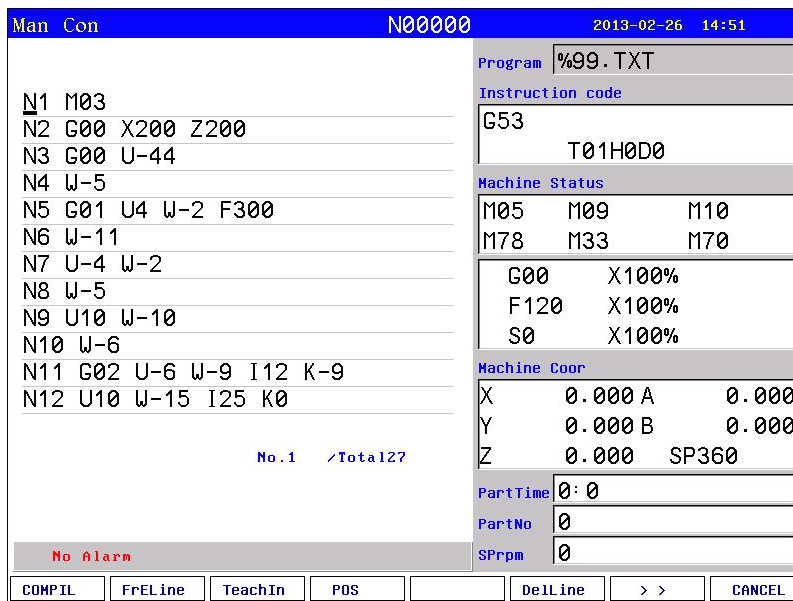 Man Con N00000 2013-02-26 14:51
N1 M03
N2 G00 X200 Z200
N3 G00 U-44
N4 W-5
N5 G01 U4 W-2 F300
N6 W-11
N7 U-4 W-2
N8 W-5
N9 U10 W-10
N10 W-6
N11 G02 U-6 W-9 I12 K-9
N12 U10 W-15 I25 K0
No.1 /Total27
No Alarm
Program %99.TXT
Instruction code
G53
T01H0D0
Machine Status
M05 M09 M10
M78 M33 M70
G00 X100%
F120 X100%
S0 X100%
Machine Coor
X 0.000 A 0.000
Y 0.000 B 0.000
Z 0.000 SP360
PartTime 0: 0
PartNo 0
SPrpm 0
COMPIL FrELine TeachIn POS DelLine > > CANCEL